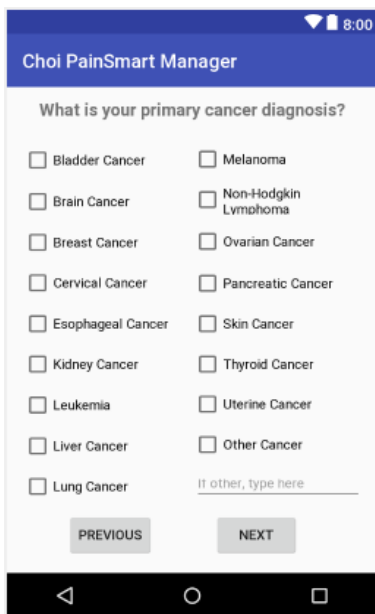 8:00
Choi PainSmart Manager
What is your primary cancer diagnosis?
Bladder Cancer
Brain Cancer
Breast Cancer
Cervical Cancer
Esophageal Cancer
Kidney Cancer
Leukemia
Liver Cancer
Lung Cancer
Melanoma
Non-Hodgkin
Lymphoma
Ovarian Cancer
Pancreatic Cancer
Skin Cancer
Thyroid Cancer
Uterine Cancer
Other Cancer
If other, type here
PREVIOUS
NEXT